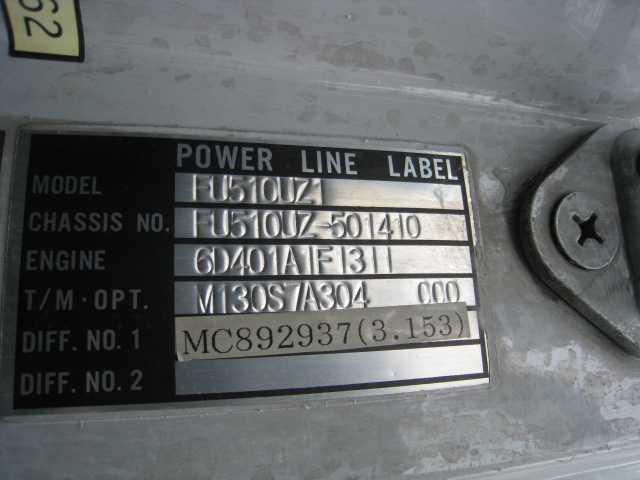 62
POWER LINE LABEL
MODEL FU510UZ1
CHASSIS NO. FU510UZ-501410
ENGINE 6D401A1F1311
T/M·OPT. M130S7A304 000
DIFF. NO. 1 MC892937(3.153)
DIFF. NO. 2